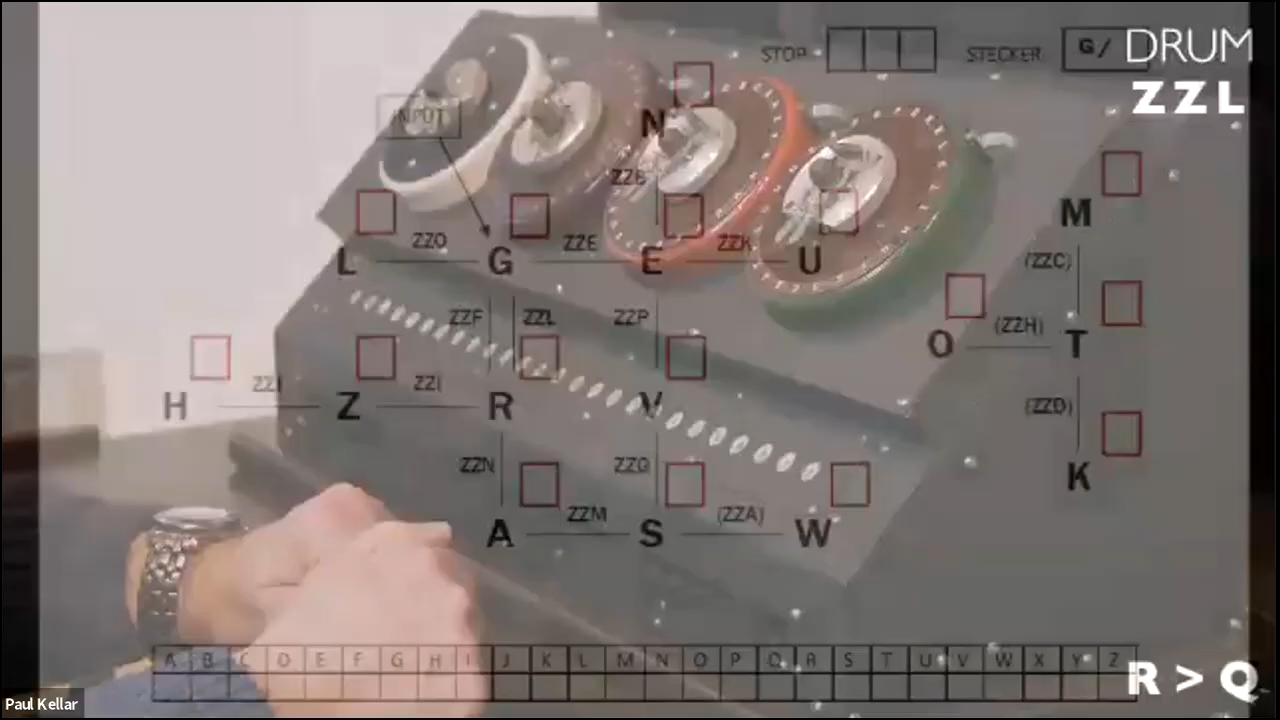 STOP STECKER G/ DRUM
ZZL
INPUT N
ZZB
M
ZZO ZZE ZZK (ZZC)
L G E U
ZZF ZZL ZZP (ZZH)
O T
ZZI
H Z R V (ZZD)
ZZN ZZG K
ZZM (ZZA)
A S W
A B C D E F G H I J K L M N O P Q R S T U V W X Y Z
R > Q
Paul Kellar